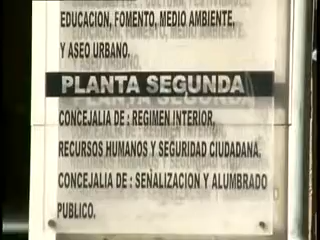 EDUCACION, FOMENTO, MEDIO AMBIENTE,
Y ASEO URBANO.
PLANTA SEGUNDA
CONCEJALIA DE : REGIMEN INTERIOR,
RECURSOS HUMANOS Y SEGURIDAD CIUDADANA.
CONCEJALIA DE : SEÑALIZACION Y ALUMBRADO
PUBLICO.